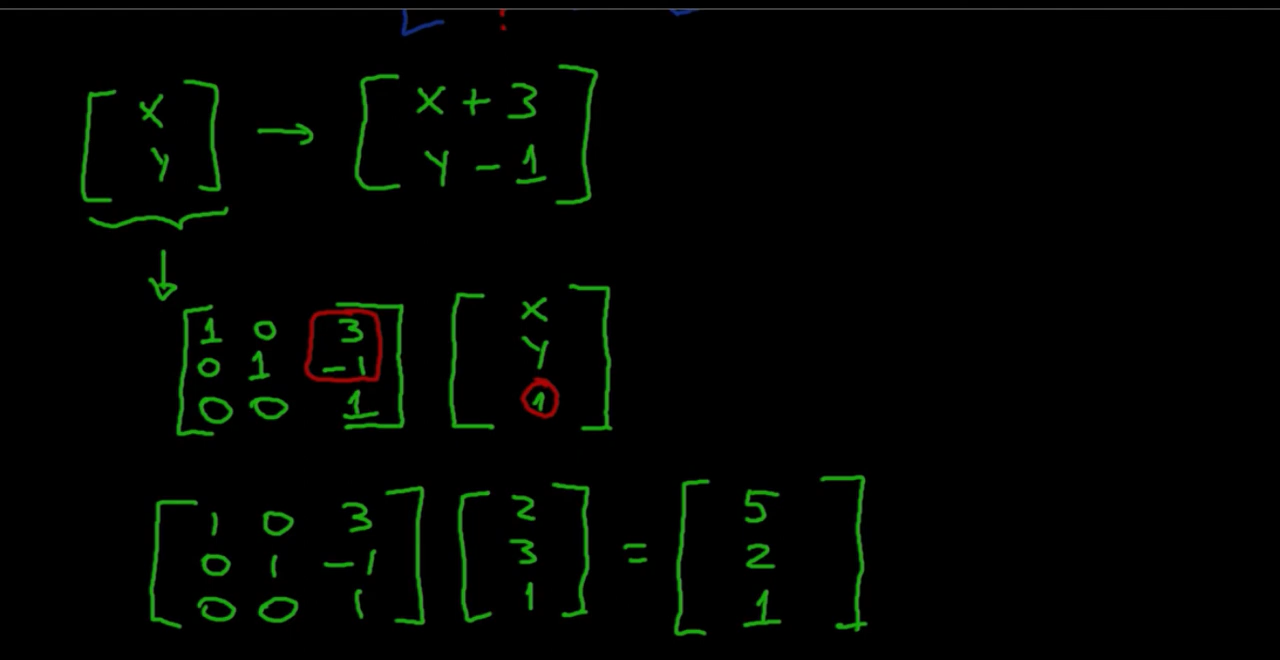 [ x ] → [ x + 3 ]
[ y ] [ y - 1 ]
[ 1 0 3 ] [ x ]
[ 0 1 -1 ] [ y ]
[ 0 0 1 ] [ 1 ]
[ 1 0 3 ] [ 2 ] [ 5 ]
[ 0 1 -1 ] [ 3 ] = [ 2 ]
[ 0 0 1 ] [ 1 ] [ 1 ]